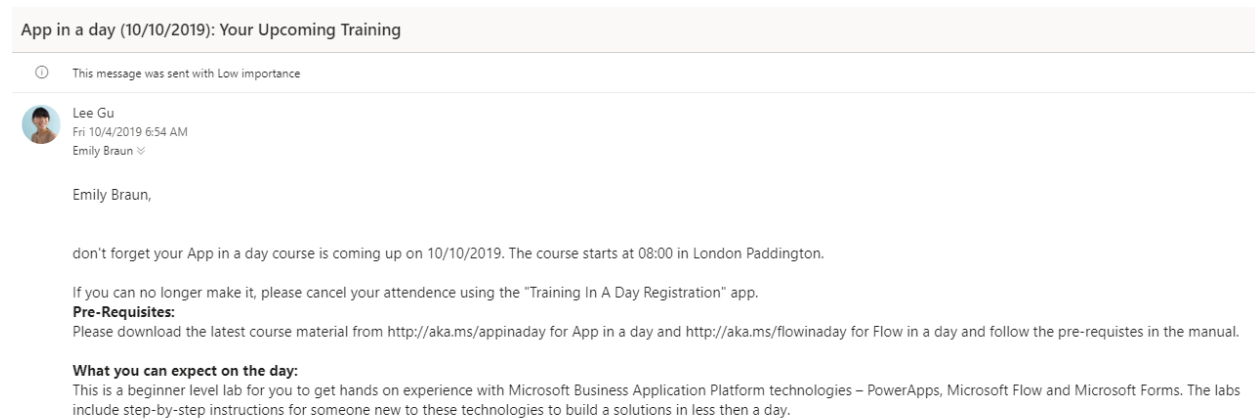 App in a day (10/10/2019): Your Upcoming Training
This message was sent with Low importance
Lee Gu
Fri 10/4/2019 6:54 AM
Emily Braun
Emily Braun,
don't forget your App in a day course is coming up on 10/10/2019. The course starts at 08:00 in London Paddington.
If you can no longer make it, please cancel your attendence using the "Training In A Day Registration" app.
Pre-Requisites:
Please download the latest course material from http://aka.ms/appinaday for App in a day and http://aka.ms/flowinaday for Flow in a day and follow the pre-requistes in the manual.
What you can expect on the day:
This is a beginner level lab for you to get hands on experience with Microsoft Business Application Platform technologies – PowerApps, Microsoft Flow and Microsoft Forms. The labs
include step-by-step instructions for someone new to these technologies to build a solutions in less then a day.